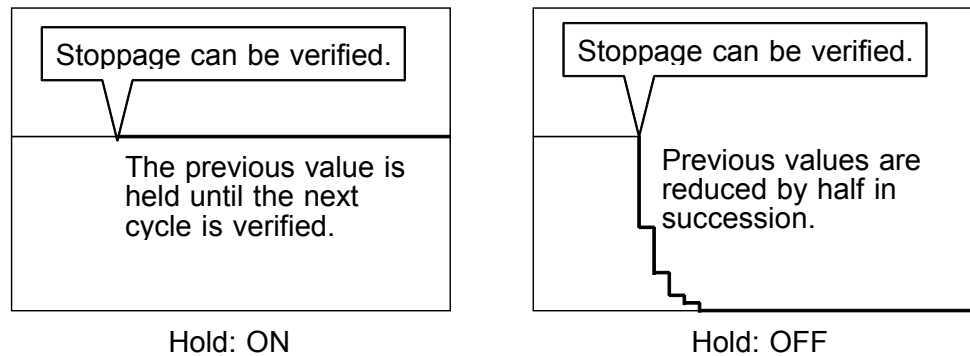 Stoppage can be verified.
The previous value is
held until the next
cycle is verified.
Hold: ON
Stoppage can be verified.
Previous values are
reduced by half in
succession.
Hold: OFF